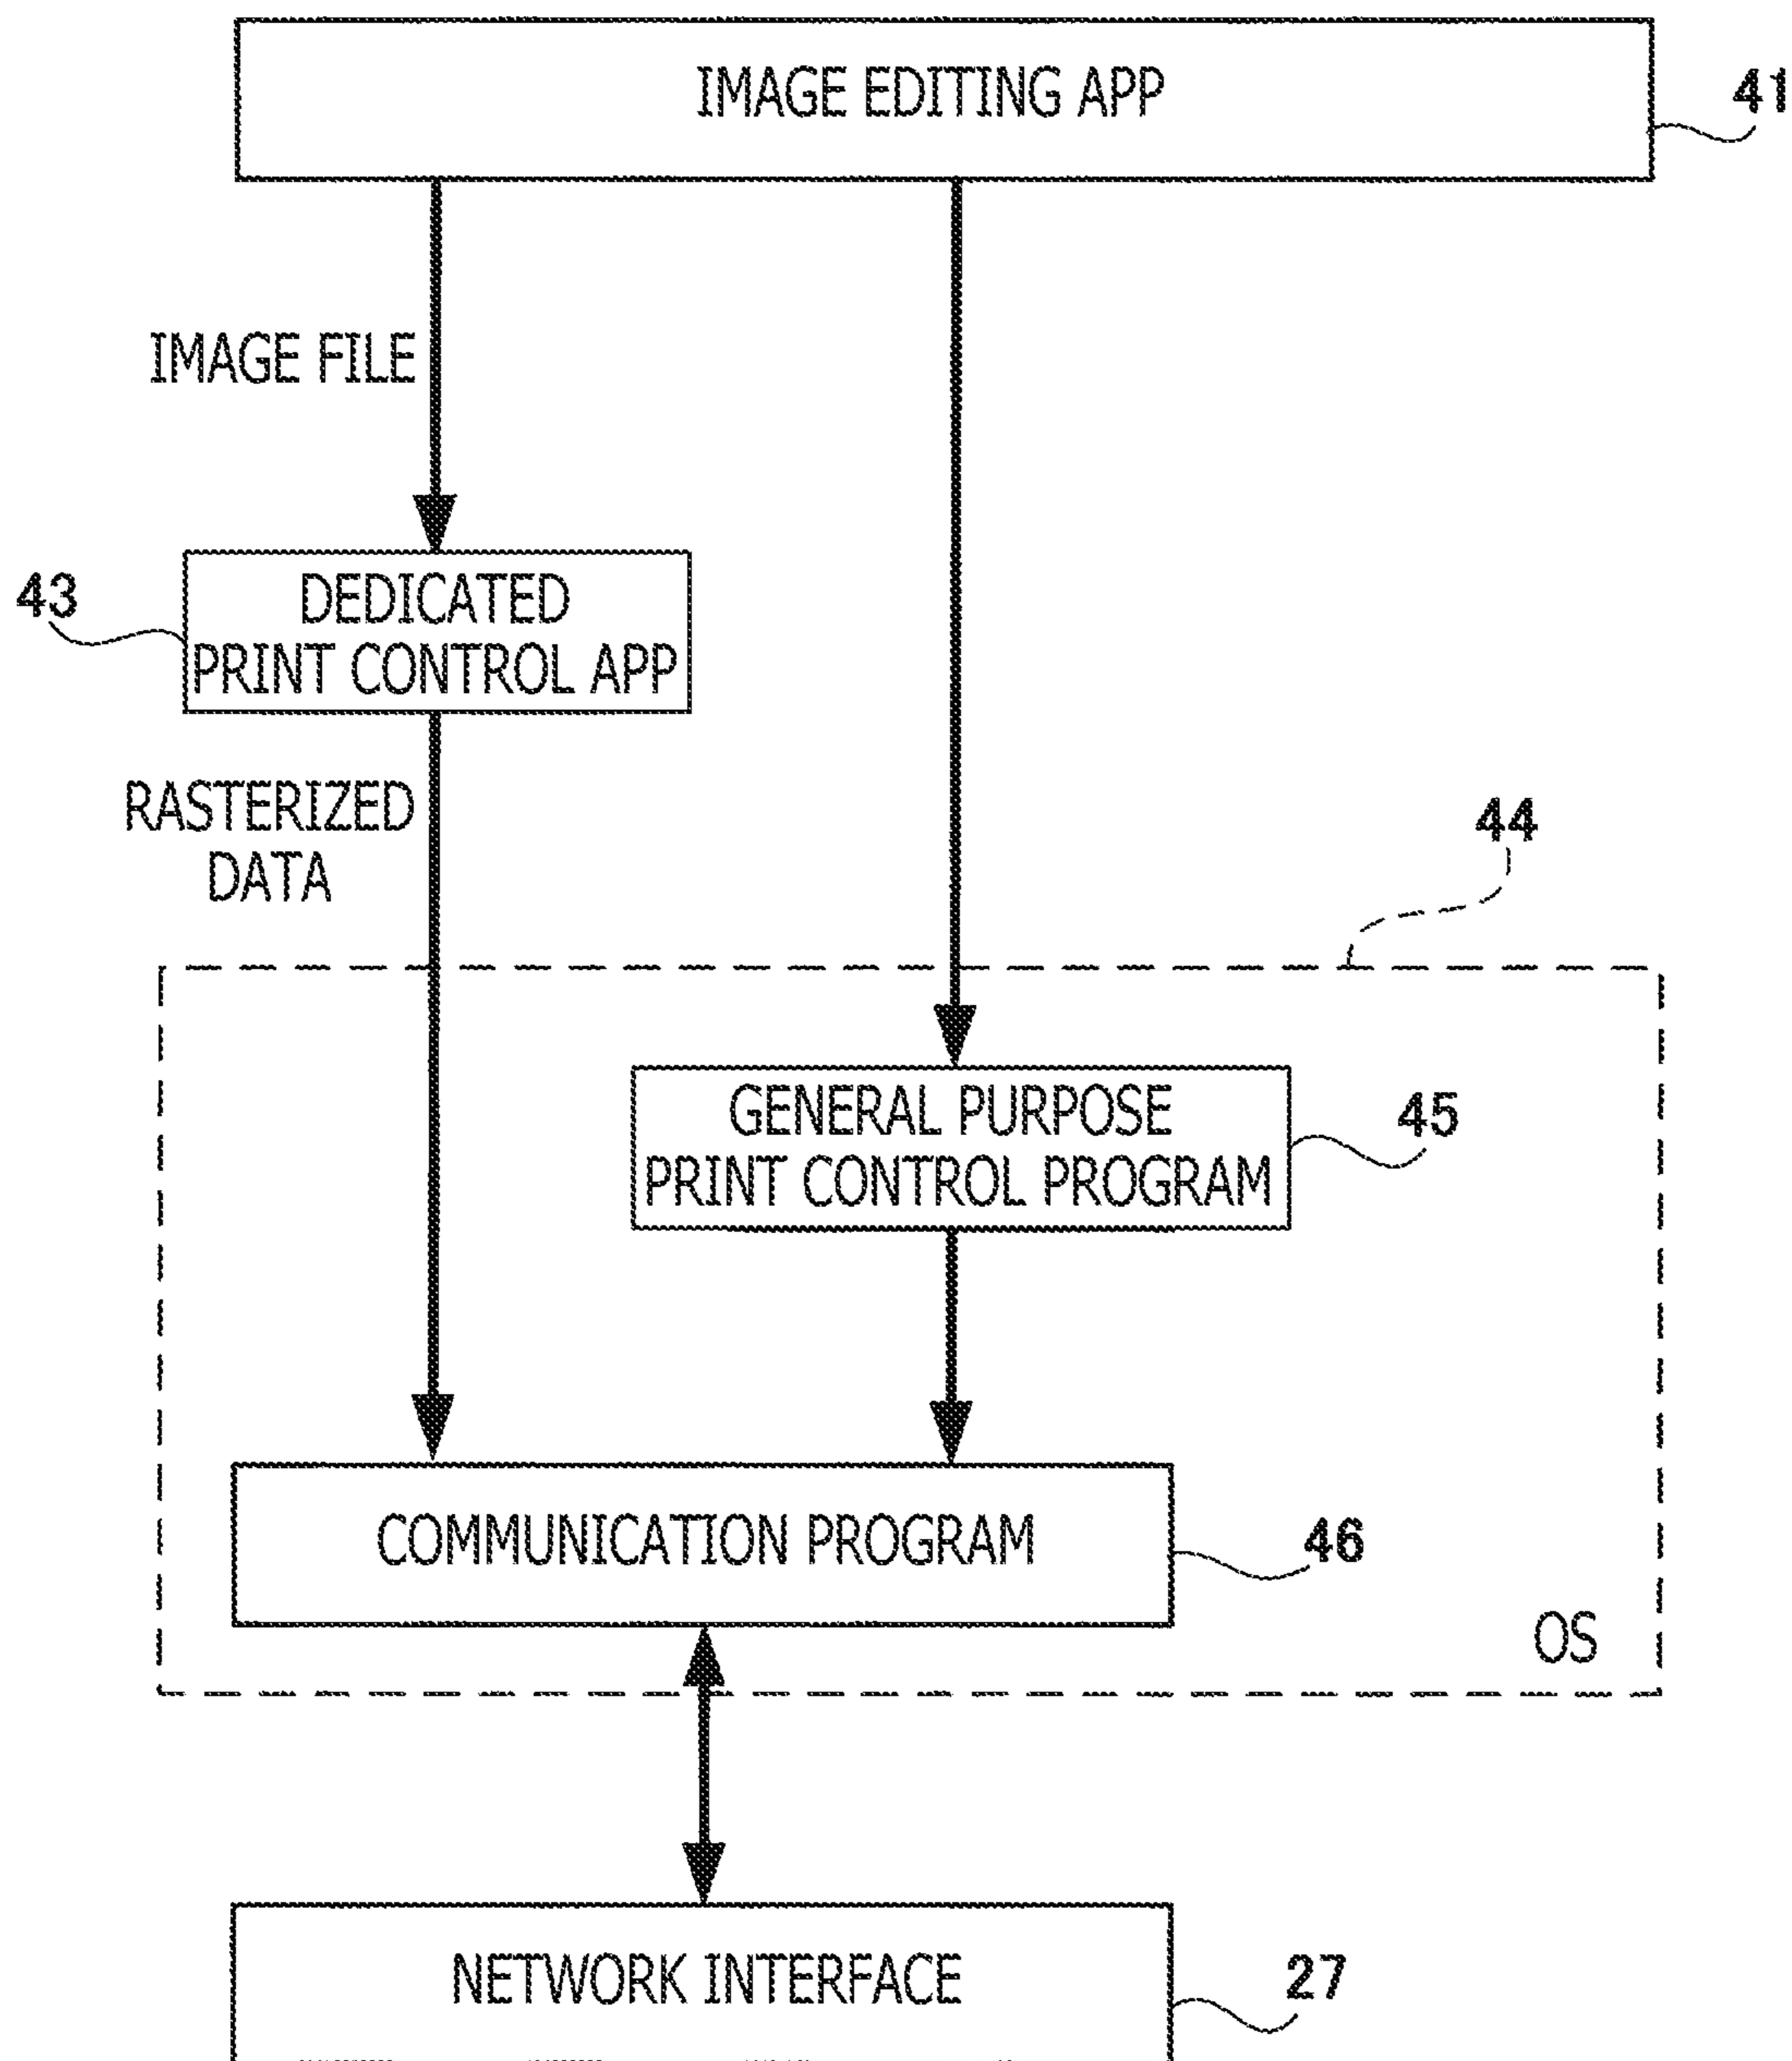 IMAGE EDITING APP
41
IMAGE FILE
43
DEDICATED
PRINT CONTROL APP
RASTERIZED
DATA
44
GENERAL PURPOSE
PRINT CONTROL PROGRAM
45
COMMUNICATION PROGRAM
46
OS
NETWORK INTERFACE
27